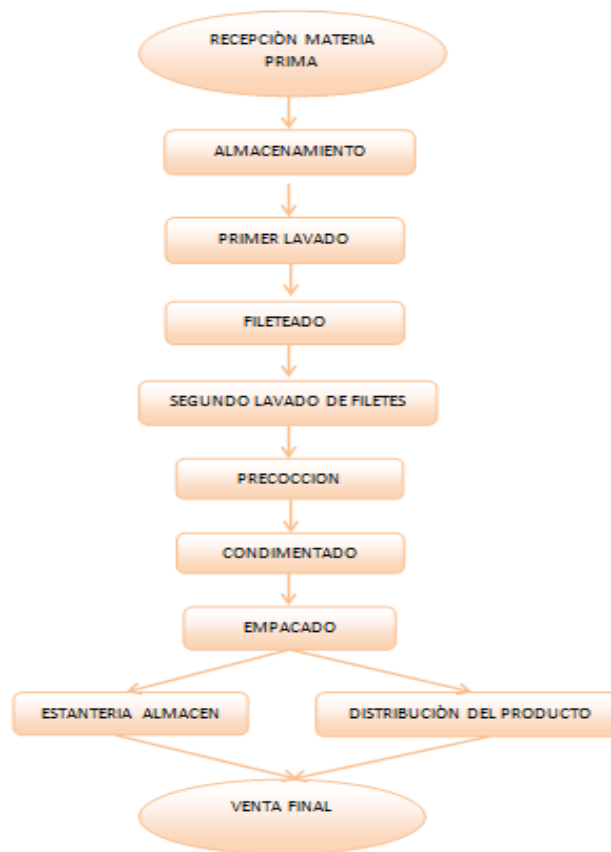 RECEPCIÒN MATERIA
PRIMA
ALMACENAMIENTO
PRIMER LAVADO
FILETEADO
SEGUNDO LAVADO DE FILETES
PRECOCCION
CONDIMENTADO
EMPACADO
ESTANTERIA ALMACEN
DISTRIBUCIÒN DEL PRODUCTO
VENTA FINAL